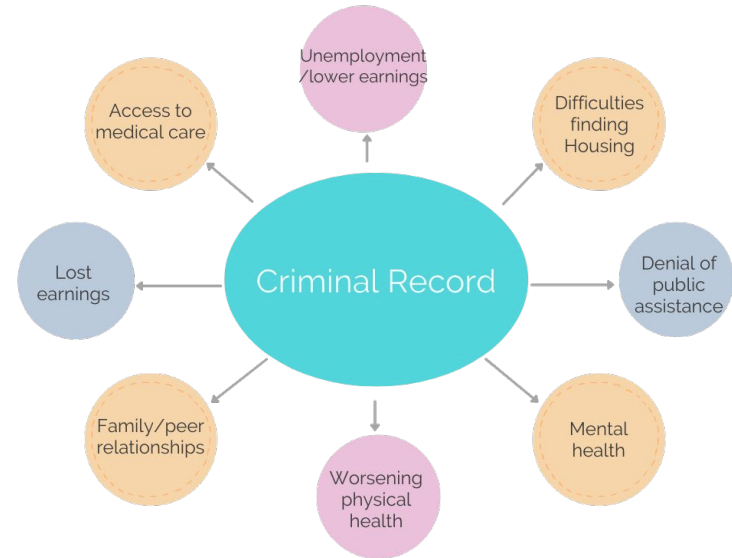 Unemployment
/lower earnings
Access to
medical care
Difficulties
finding
Housing
Lost
earnings
Criminal Record
Denial of
public
assistance
Family/peer
relationships
Worsening
physical
health
Mental
health